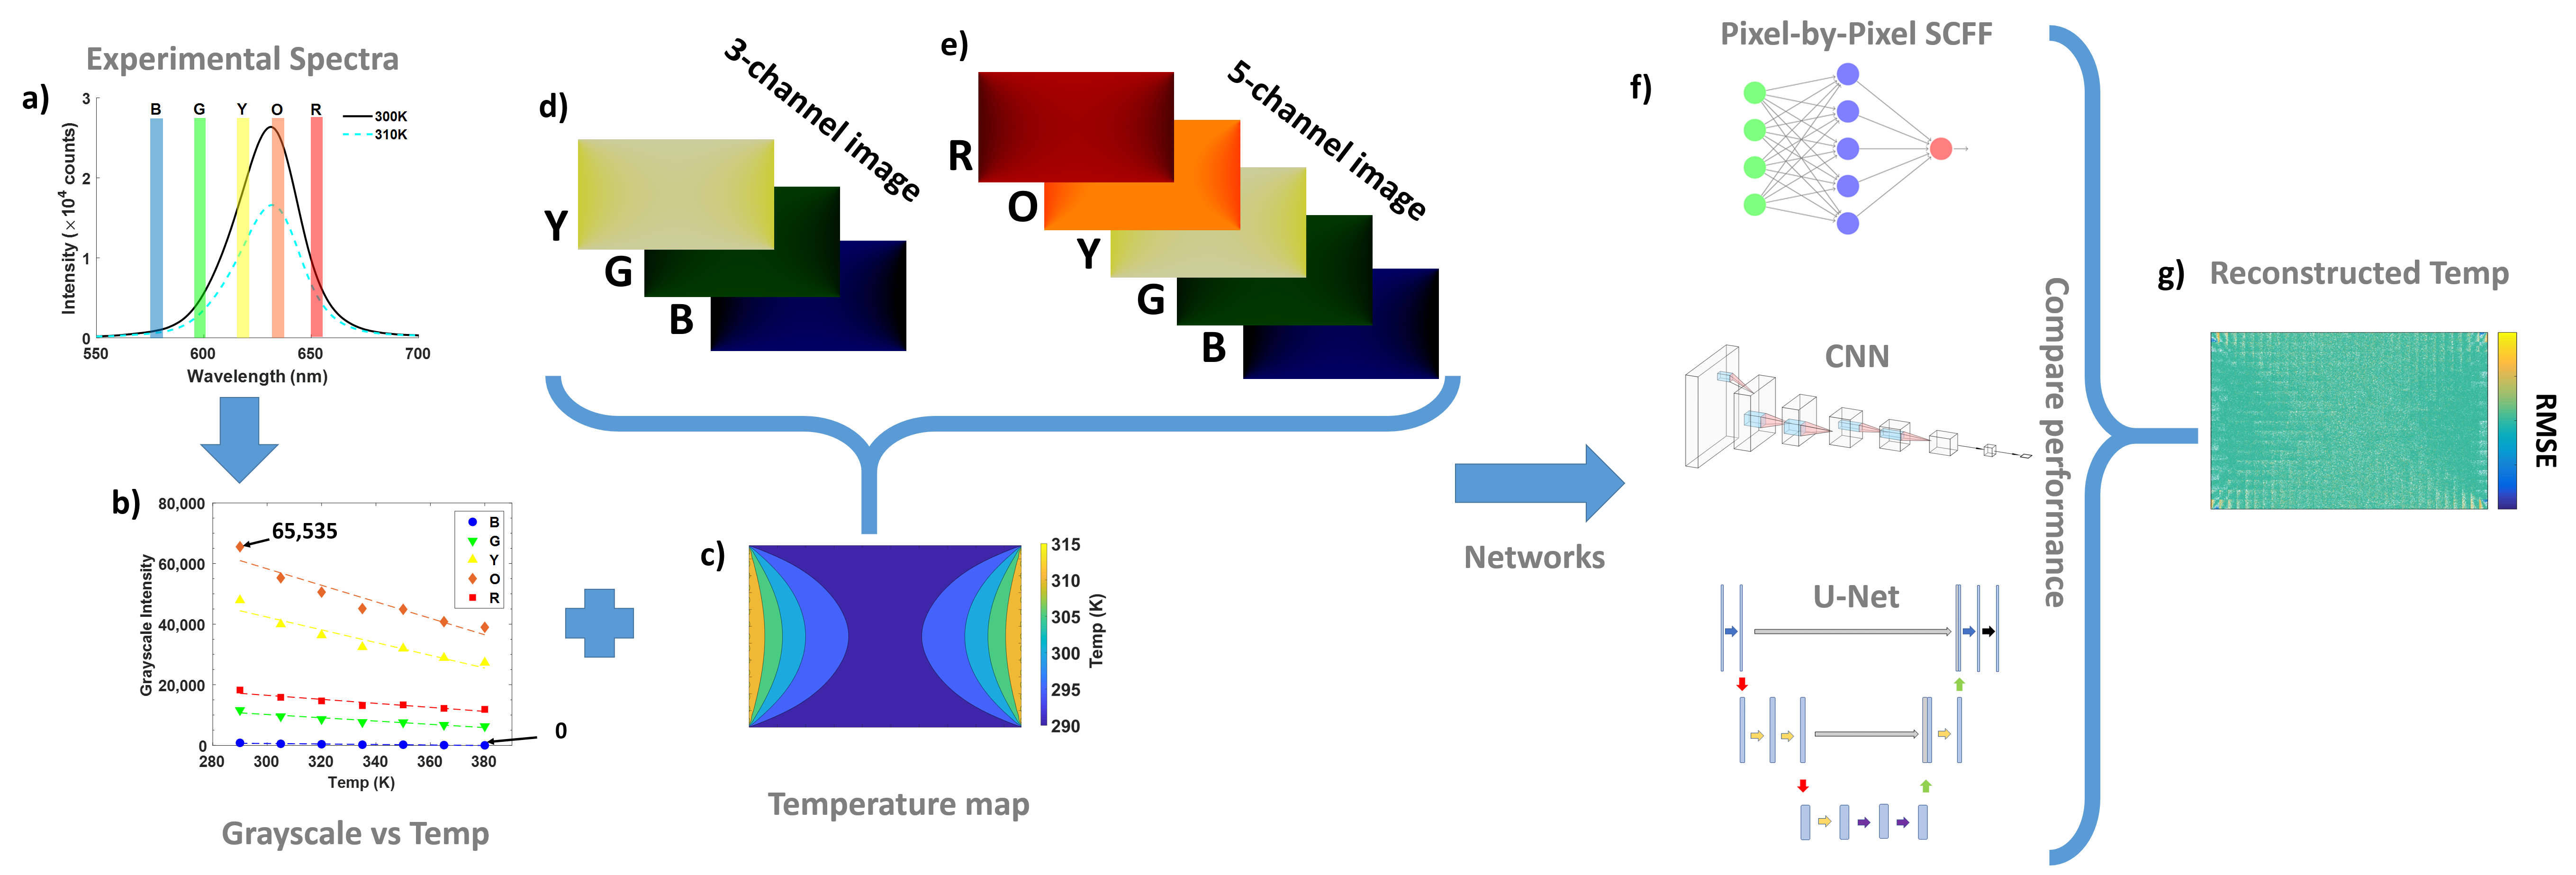 Experimental Spectra
a)
3
2
1
0
Intensity (×10⁴ counts)
B G Y O R
300K
310K
550 600 650 700
Wavelength (nm)
b)
80,000
60,000
40,000
20,000
0
Grayscale Intensity
65,535
B
G
Y
O
R
0
280 300 320 340 360 380
Temp (K)
Grayscale vs Temp
c)
315
310
305
300
295
290
Temp (K)
Temperature map
d)
3-channel image
Y
G
B
e)
5-channel image
R
O
Y
G
B
Networks
f)
Pixel-by-Pixel SCFF
CNN
U-Net
Compare performance
g) Reconstructed Temp
RMSE